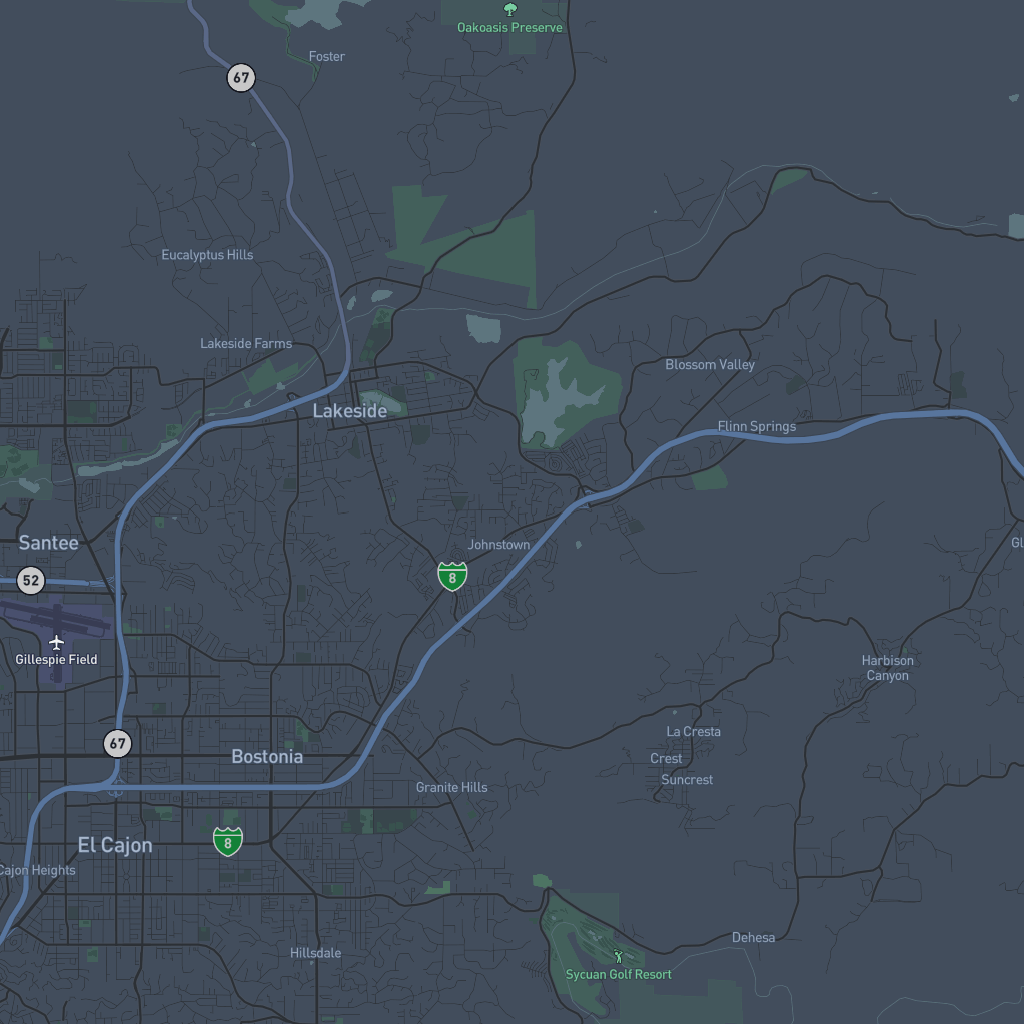 Oakoasis Preserve
Foster
67
Eucalyptus Hills
Lakeside Farms
Blossom Valley
Lakeside
Flinn Springs
Santee
Johnstown
Gl
52
8
Gillespie Field
Harbison
Canyon
La Cresta
67
Bostonia
Crest
Suncrest
Granite Hills
El Cajon
8
Cajon Heights
Dehesa
Hillsdale
Sycuan Golf Resort